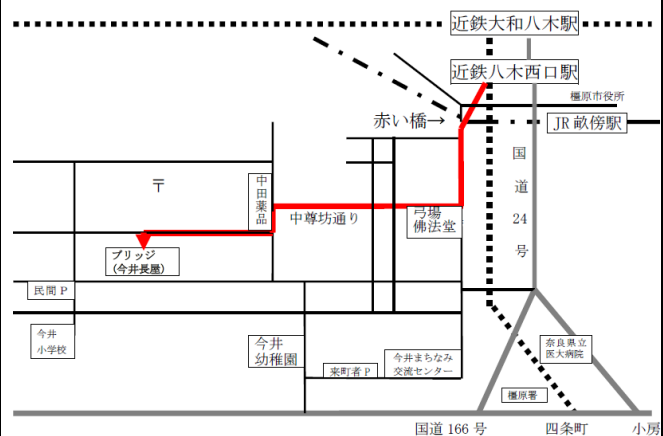 近鉄大和八木駅
近鉄八木西口駅
橿原市役所
赤い橋→
JR畝傍駅
国道24号
〒
中田薬品
中尊坊通り
弓場
佛法堂
ブリッジ
(今井長屋)
民間P
今井
小学校
今井
幼稚園
来町者P
今井まちなみ
交流センター
奈良県立
医大病院
橿原署
国道166号
四条町
小房